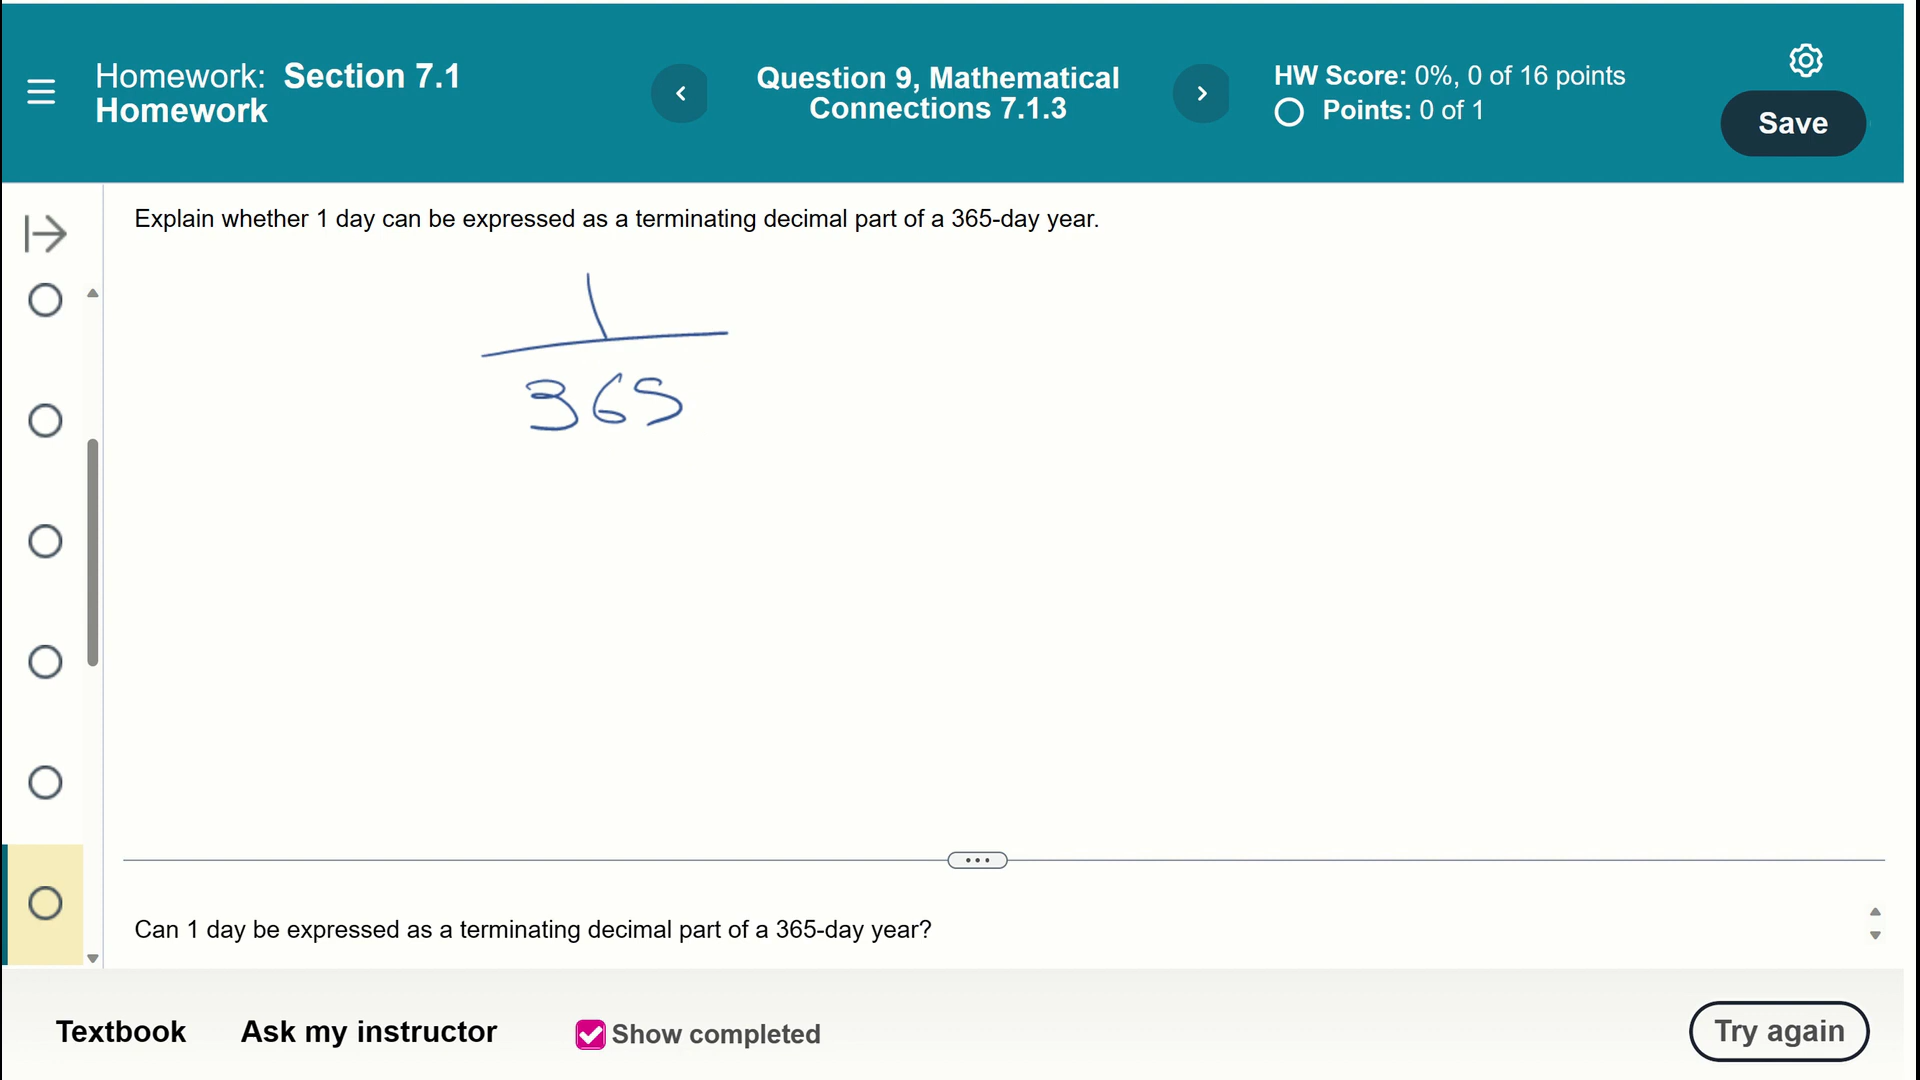 Homework: Section 7.1
Homework
Question 9, Mathematical
Connections 7.1.3
HW Score: 0%, 0 of 16 points
Points: 0 of 1
Save
Explain whether 1 day can be expressed as a terminating decimal part of a 365-day year.
1
365
Can 1 day be expressed as a terminating decimal part of a 365-day year?
Textbook
Ask my instructor
Show completed
Try again